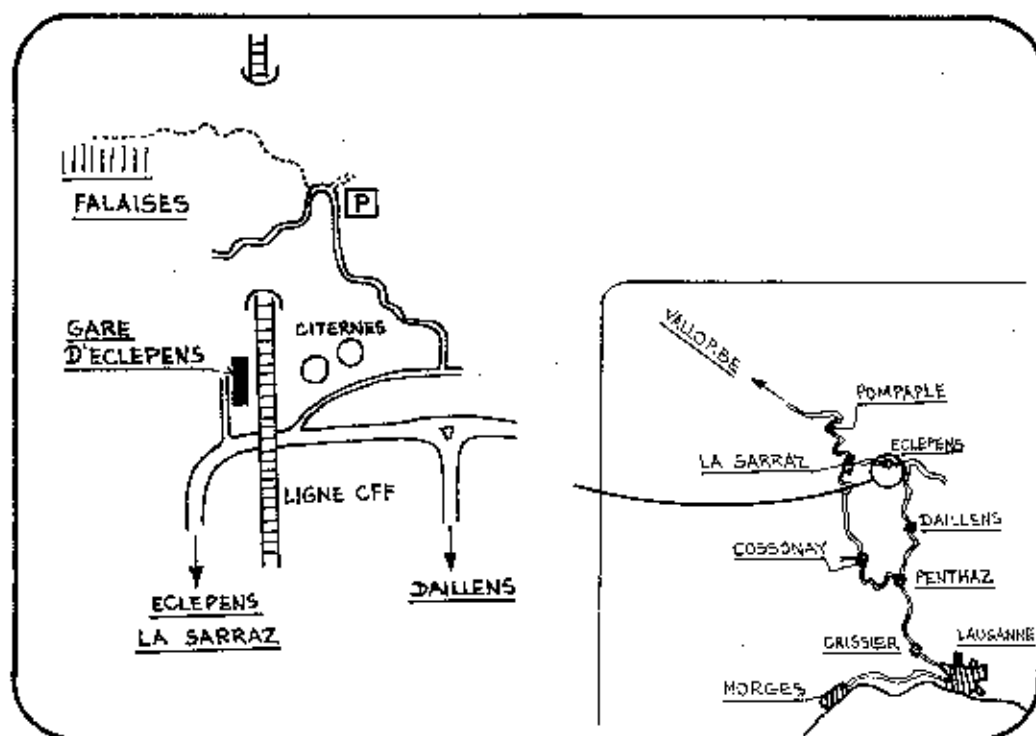 FALAISES
P
GARE
D'ECLEPENS
CITERNES
LIGNE CFF
ECLEPENS
LA SARRAZ
DAILLENS
VALLORBE
POMPAPLE
ECLEPENS
LA SARRAZ
DAILLENS
COSSONAY
PENTHAZ
CRISSIER
LAUSANNE
MORGES